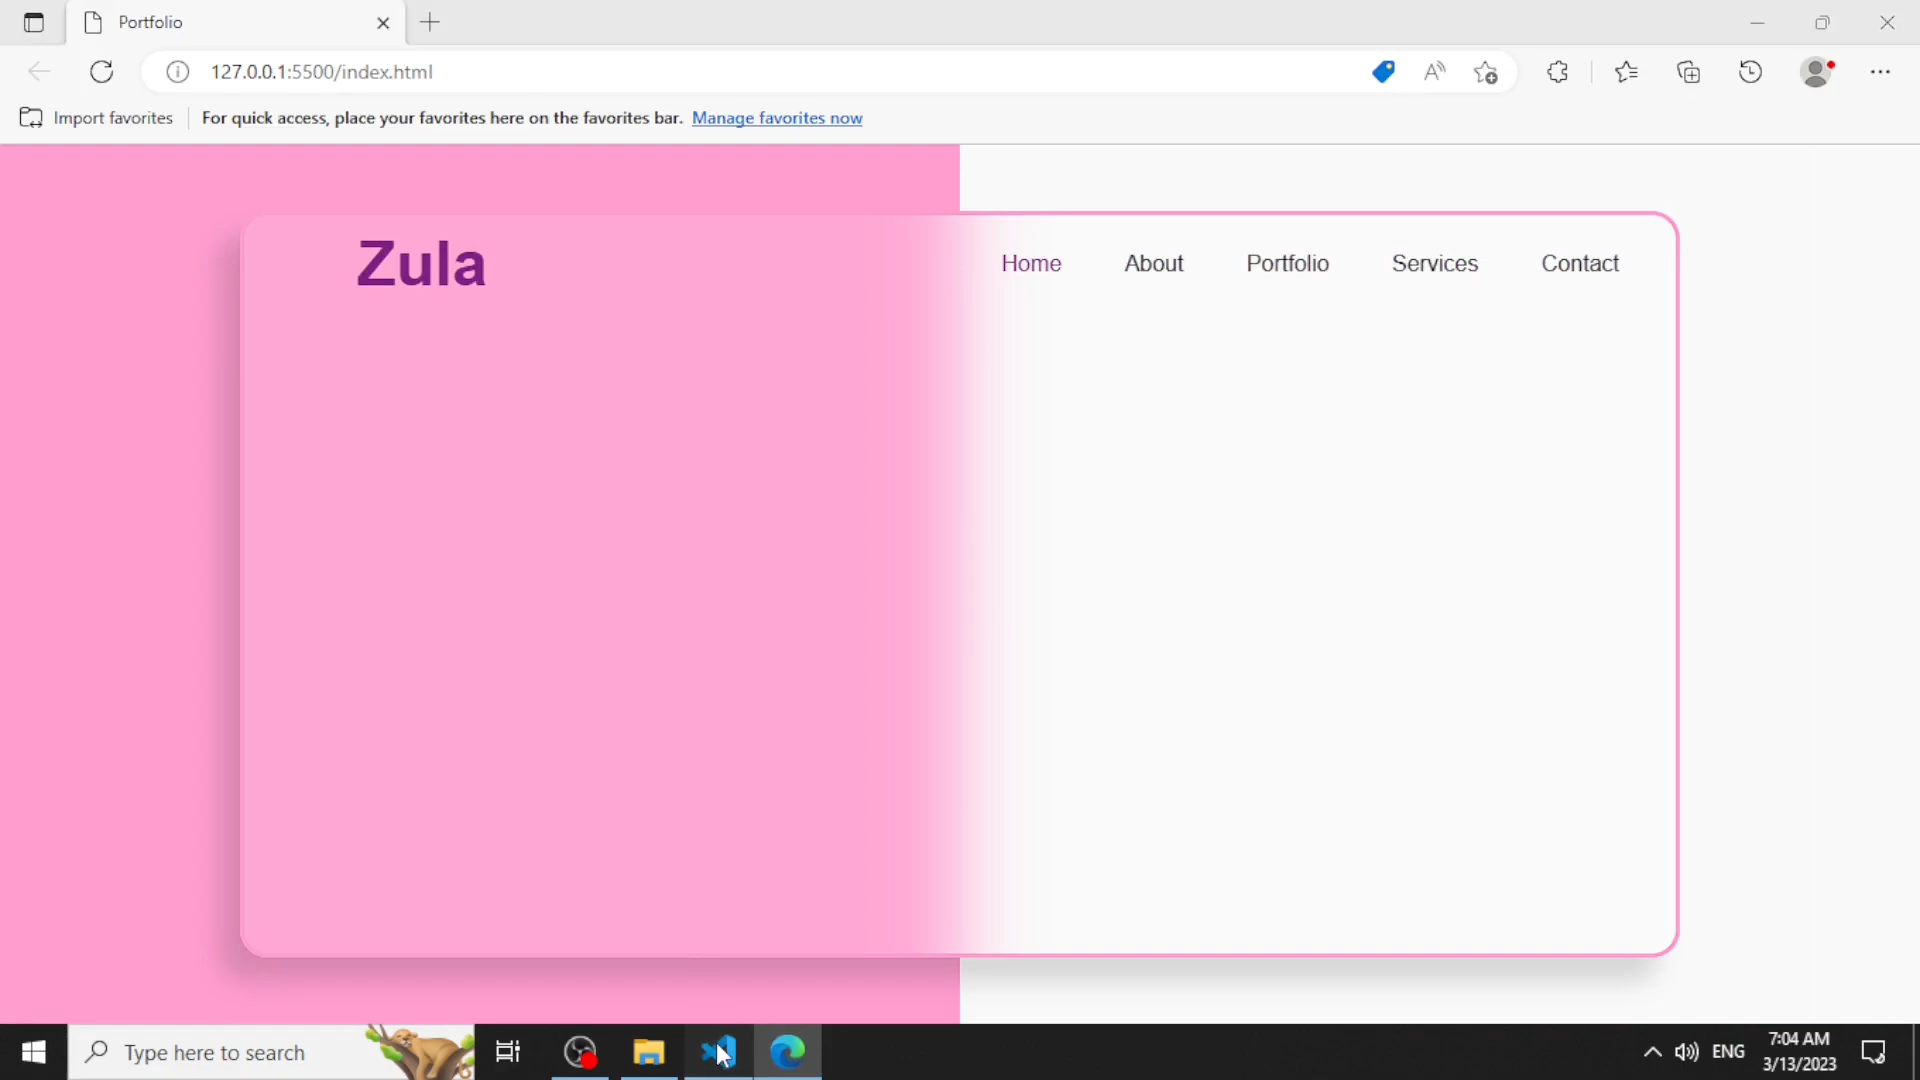 Portfolio
127.0.0.1:5500/index.html
Import favorites For quick access, place your favorites here on the favorites bar. Manage favorites now
Zula Home About Portfolio Services Contact
Type here to search
ENG
7:04 AM
3/13/2023